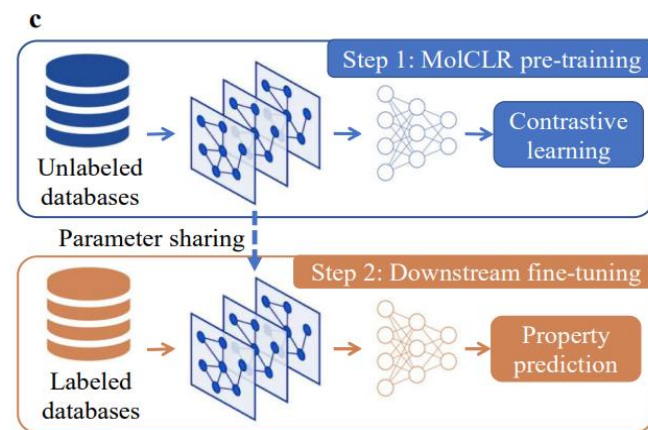 c
Step 1: MolCLR pre-training
Unlabeled
databases
Contrastive
learning
Parameter sharing
Step 2: Downstream fine-tuning
Labeled
databases
Property
prediction